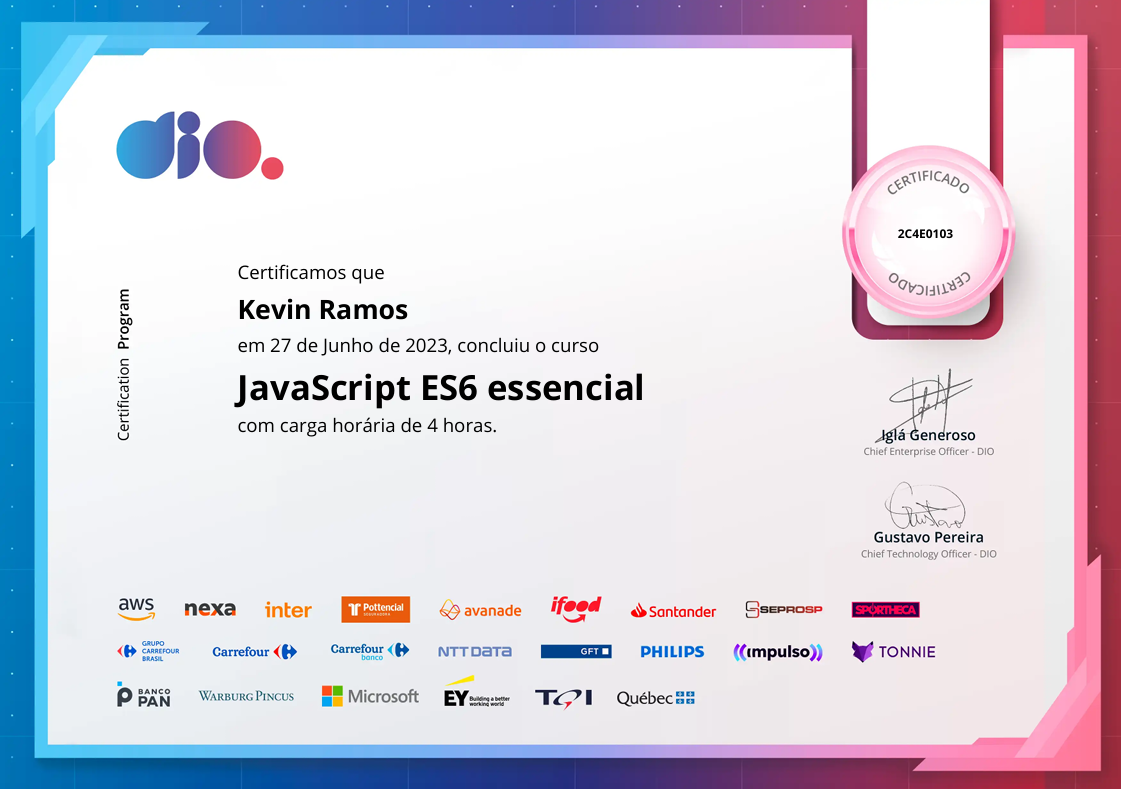 dio.
CERTIFICADO
2C4E0103
CERTIFICADO
Certification Program
Certificamos que
Kevin Ramos
em 27 de Junho de 2023, concluiu o curso
JavaScript ES6 essencial
com carga horária de 4 horas.
Iglá Generoso
Chief Enterprise Officer - DIO
Gustavo Pereira
Chief Technology Officer - DIO
aws nexa inter Pottencial SEGURADORA avanade ifood Santander SEPROSP SPORTHECA
GRUPO CARREFOUR BRASIL Carrefour Carrefour banco NTT DATA GFT PHILIPS impulso TONNIE
BANCO PAN WARBURG PINCUS Microsoft EY Building a better working world TQI Québec